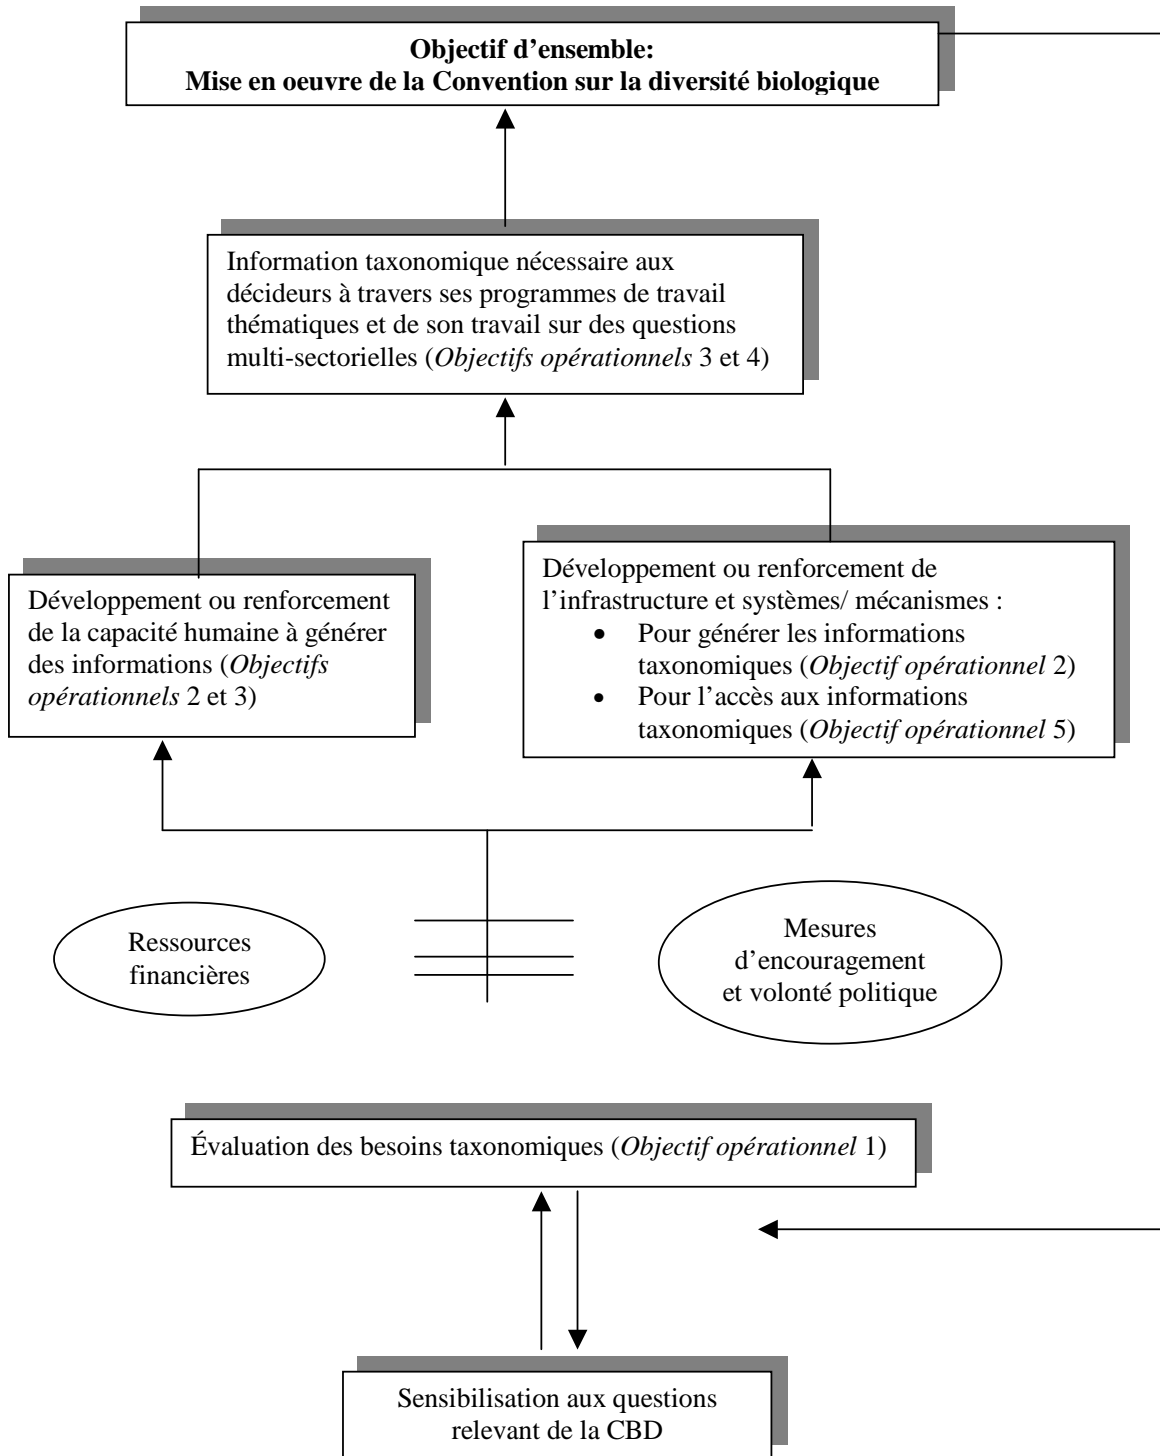 Objectif d'ensemble:
Mise en oeuvre de la Convention sur la diversité biologique
Information taxonomique nécessaire aux
décideurs à travers ses programmes de travail
thématiques et de son travail sur des questions
multi-sectorielles (Objectifs opérationnels 3 et 4)
Développement ou renforcement
de la capacité humaine à générer
des informations (Objectifs
opérationnels 2 et 3)
Développement ou renforcement de
l'infrastructure et systèmes/ mécanismes :
• Pour générer les informations
taxonomiques (Objectif opérationnel 2)
• Pour l'accès aux informations
taxonomiques (Objectif opérationnel 5)
Ressources
financières
Mesures
d'encouragement
et volonté politique
Évaluation des besoins taxonomiques (Objectif opérationnel 1)
Sensibilisation aux questions
relevant de la CBD